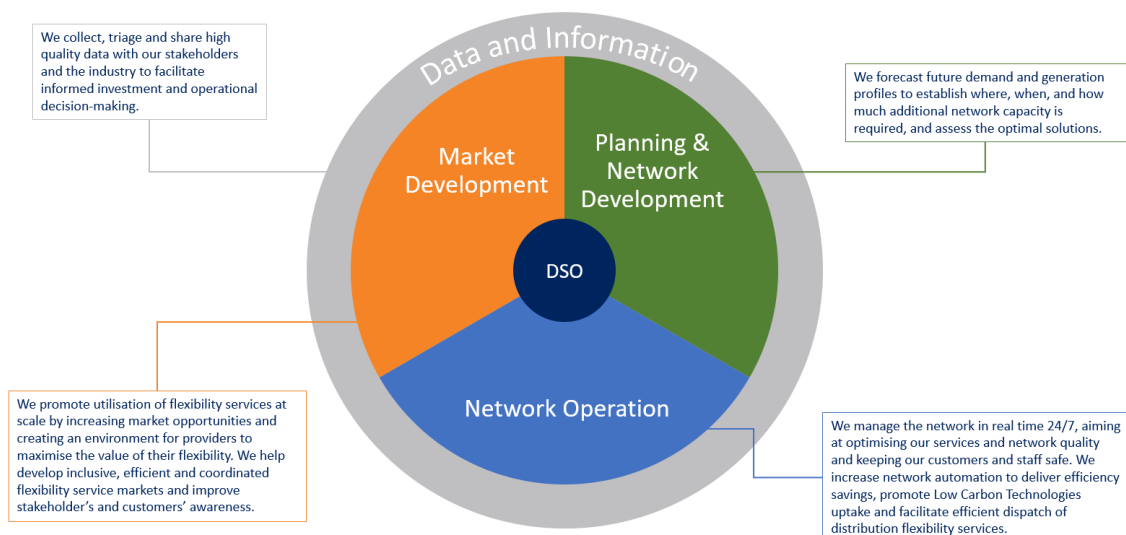 Data and Information
We collect, triage and share high
quality data with our stakeholders
and the industry to facilitate
informed investment and operational
decision-making.
We forecast future demand and generation
profiles to establish where, when, and how
much additional network capacity is
required, and assess the optimal solutions.
Market
Development
Planning &
Network
Development
DSO
Network Operation
We promote utilisation of flexibility services at
scale by increasing market opportunities and
creating an environment for providers to
maximise the value of their flexibility. We help
develop inclusive, efficient and coordinated
flexibility service markets and improve
stakeholder's and customers' awareness.
We manage the network in real time 24/7, aiming
at optimising our services and network quality
and keeping our customers and staff safe. We
increase network automation to deliver efficiency
savings, promote Low Carbon Technologies
uptake and facilitate efficient dispatch of
distribution flexibility services.